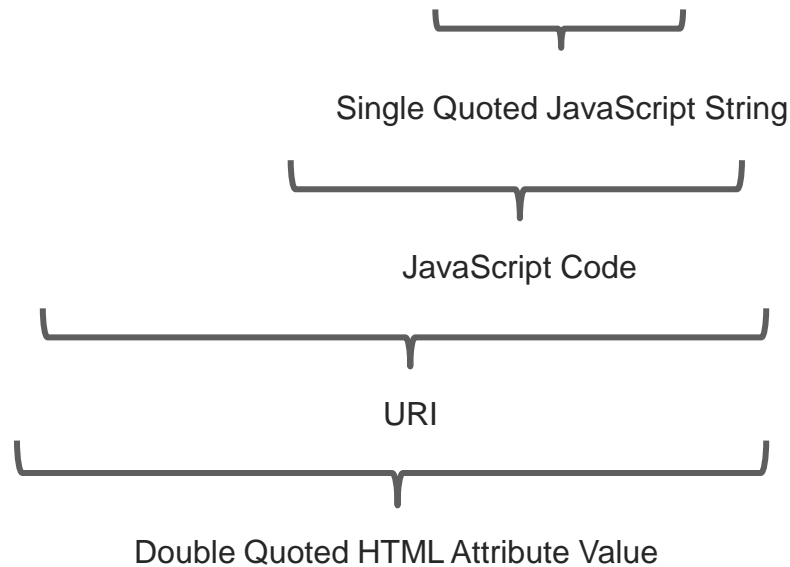 Single Quoted JavaScript String
JavaScript Code
URI
Double Quoted HTML Attribute Value